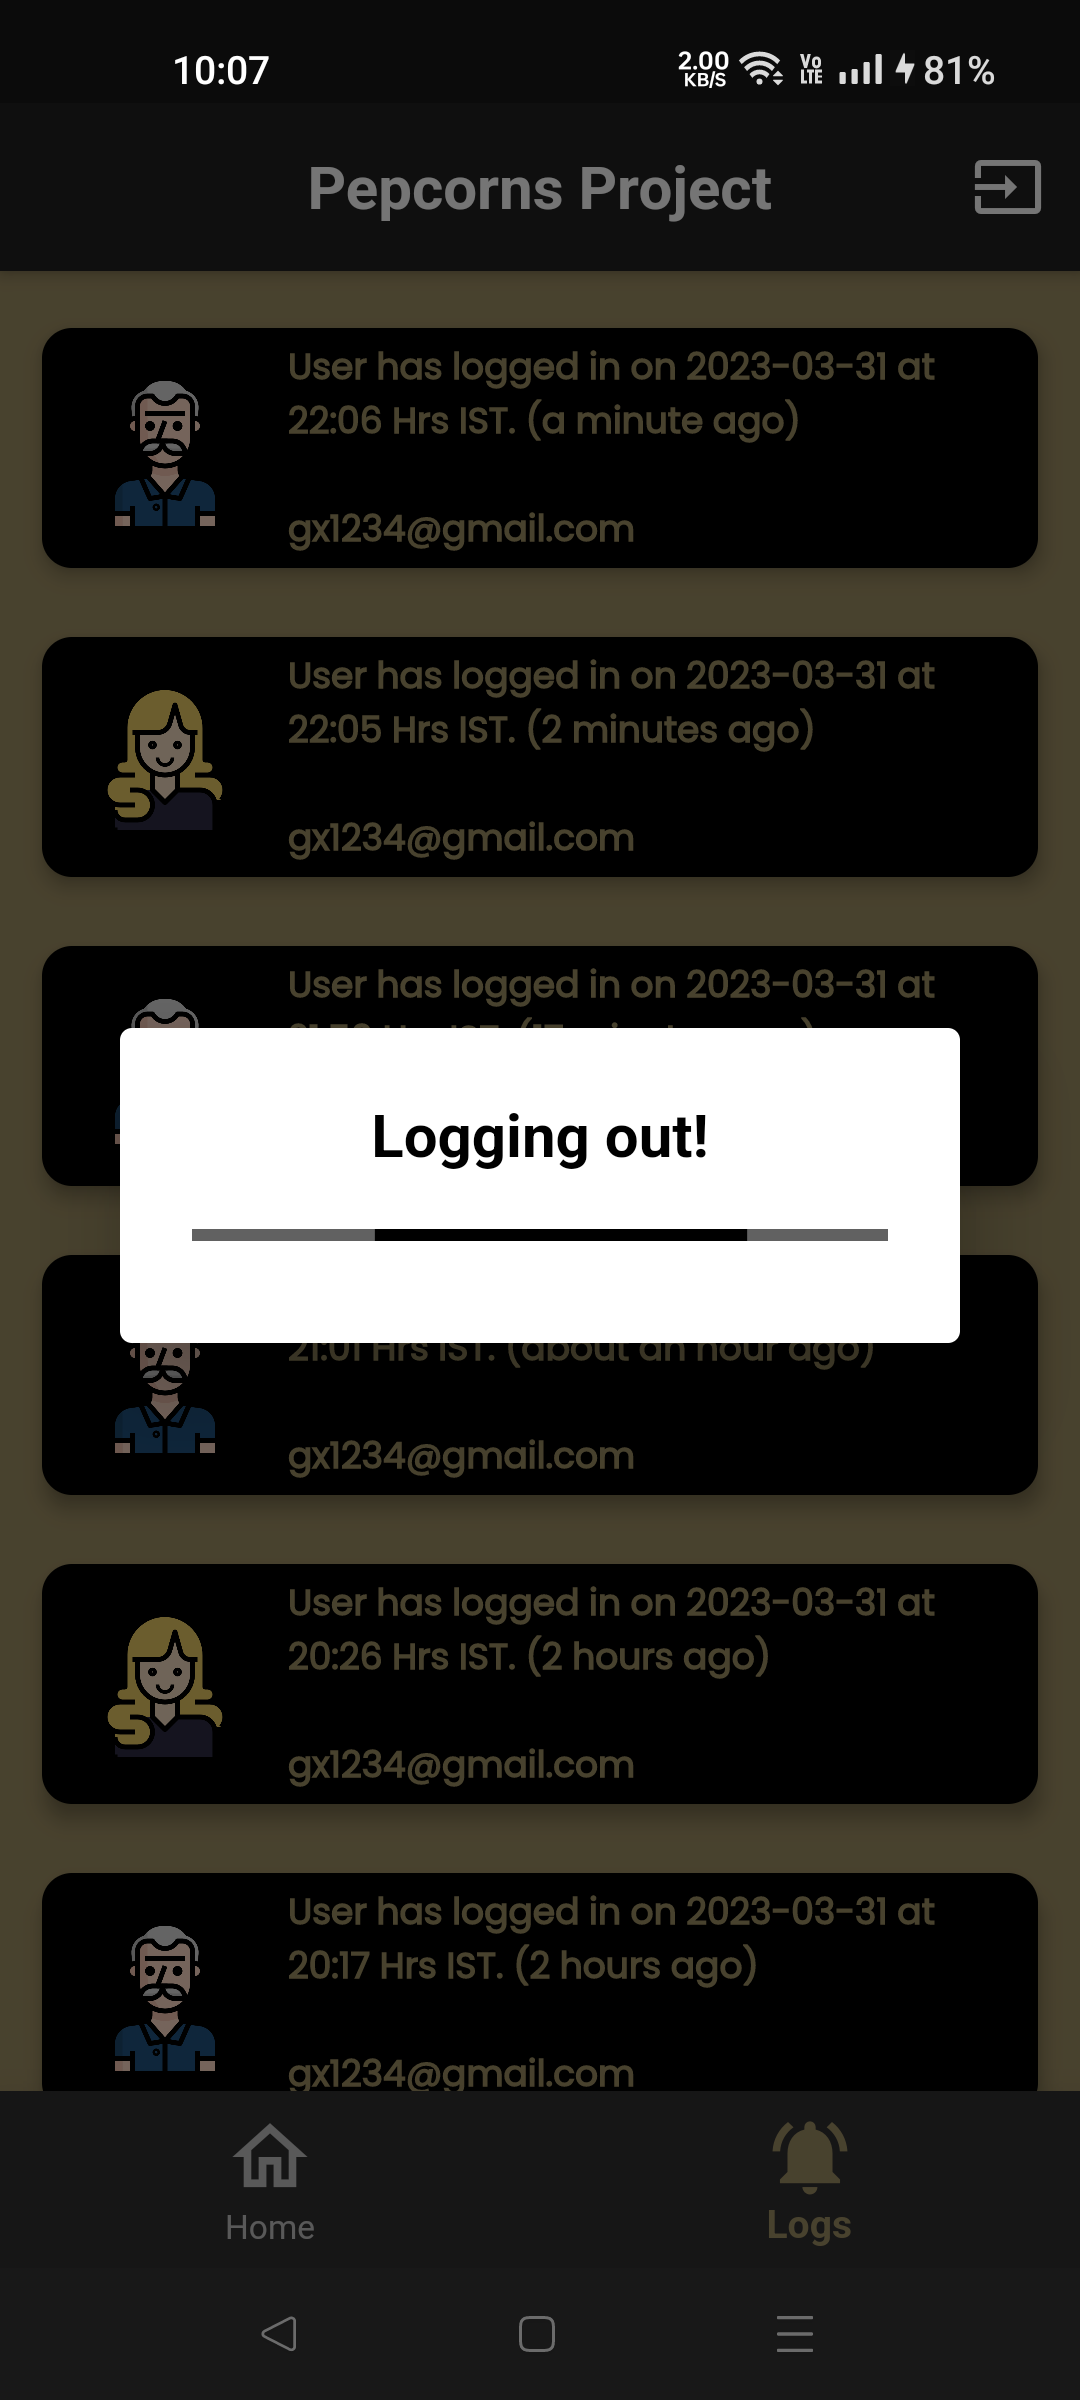 10:07
2.00
KB/S
Vo
LTE
81%
Pepcorns Project
User has logged in on 2023-03-31 at
22:06 Hrs IST. (a minute ago)
gx1234@gmail.com
User has logged in on 2023-03-31 at
22:05 Hrs IST. (2 minutes ago)
gx1234@gmail.com
User has logged in on 2023-03-31 at
Logging out!
21:01 Hrs IST. (about an hour ago)
gx1234@gmail.com
User has logged in on 2023-03-31 at
20:26 Hrs IST. (2 hours ago)
gx1234@gmail.com
User has logged in on 2023-03-31 at
20:17 Hrs IST. (2 hours ago)
gx1234@gmail.com
Home
Logs